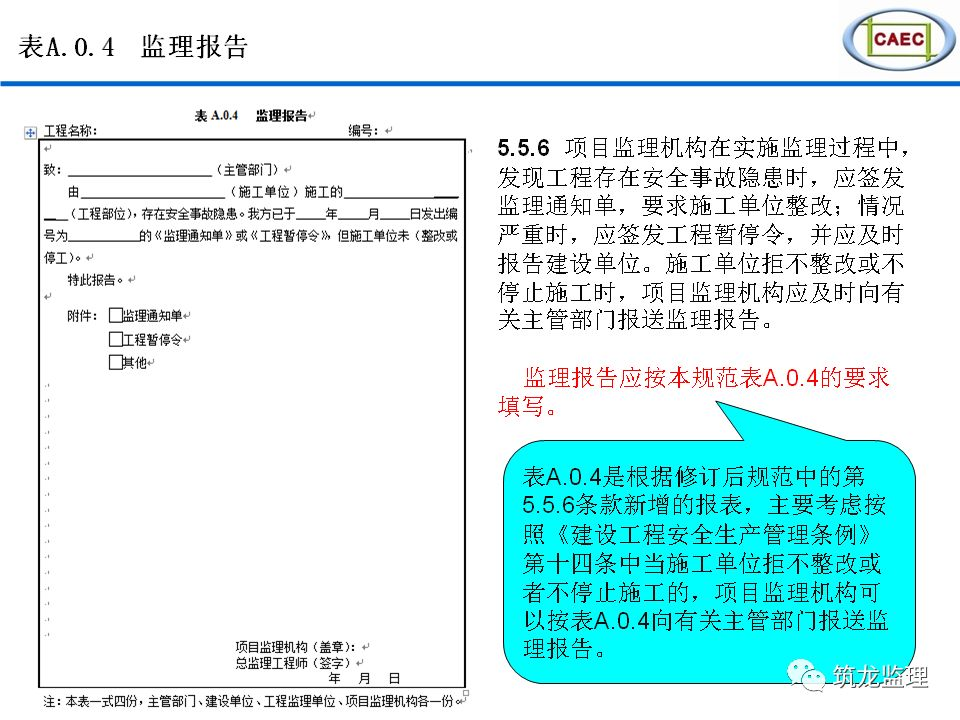 表A.0.4 监理报告
CAEC
表 A.0.4 监理报告
工程名称： 编号：
致：（主管部门）
由（施工单位）施工的
（工程部位），存在安全事故隐患。我方已于 年 月 日发出编
号为 的《监理通知单》或《工程暂停令》，但施工单位未（整改或
停工）。
特此报告。
附件：□监理通知单
□工程暂停令
□其他
项目监理机构（盖章）：
总监理工程师（签字）
年 月 日
注：本表一式四份，主管部门、建设单位、工程监理单位、项目监理机构各一份。
5.5.6 项目监理机构在实施监理过程中，
发现工程存在安全事故隐患时，应签发
监理通知单，要求施工单位整改；情况
严重时，应签发工程暂停令，并应及时
报告建设单位。施工单位拒不整改或不
停止施工时，项目监理机构应及时向有
关主管部门报送监理报告。
监理报告应按本规范表A.0.4的要求
填写。
表A.0.4是根据修订后规范中的第
5.5.6条款新增的报表，主要考虑按
照《建设工程安全生产管理条例》
第十四条中当施工单位拒不整改或
者不停止施工的，项目监理机构可
以按表A.0.4向有关主管部门报送监
理报告。
筑龙监理